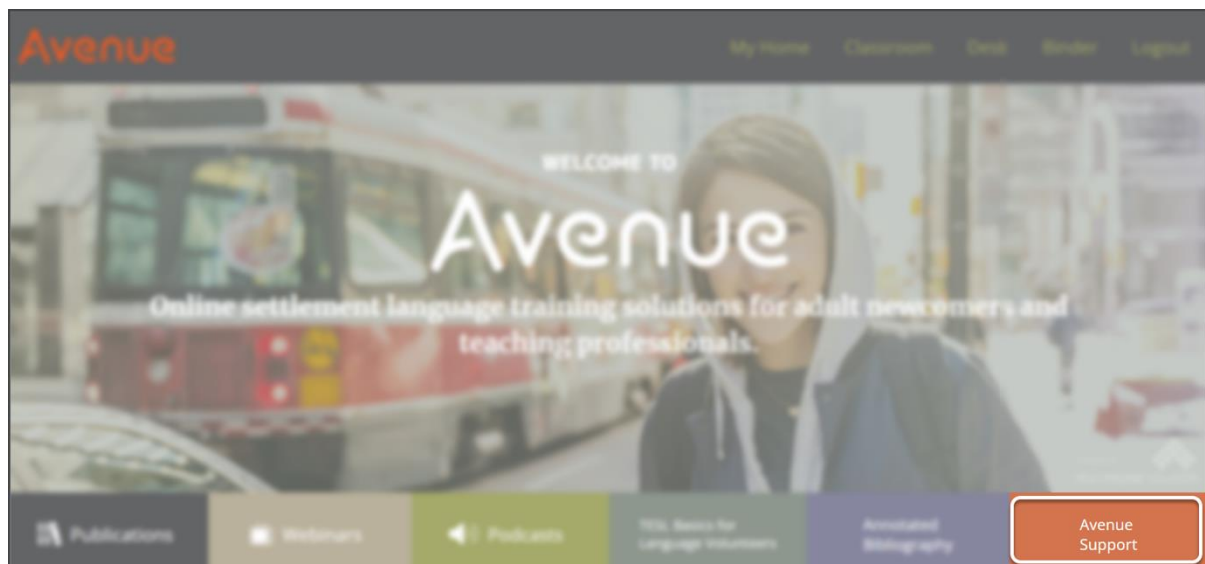 Avenue
My Home Classroom Desk Binder Logout
WELCOME TO
Avenue
Online settlement language training solutions for adult newcomers and
teaching professionals.
Publications
Webinars
Podcasts
TESL Basics for
Language Volunteers
Annotated
Bibliography
Avenue
Support